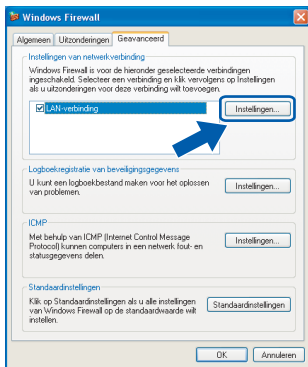 Windows Firewall
Algemeen Uitzonderingen Geavanceerd
Instellingen van netwerkverbinding
Windows Firewall is voor de hieronder geselecteerde verbindingen
ingeschakeld. Selecteer een verbinding en klik vervolgens op Instellingen
als u uitzonderingen voor deze verbinding wilt toevoegen.
LAN-verbinding
Instellingen...
Logboekregistratie van beveiligingsgegevens
U kunt een logboekbestand maken voor het oplossen
van problemen.
Instellingen...
ICMP
Met behulp van ICMP (Internet Control Message
Protocol) kunnen computers in een netwerk fout- en
statusgegevens delen.
Instellingen...
Standaardinstellingen
Klik op Standaardinstellingen als u alle instellingen
van Windows Firewall op de standaardwaarde wilt
instellen.
Standaardinstellingen
OK Annuleren